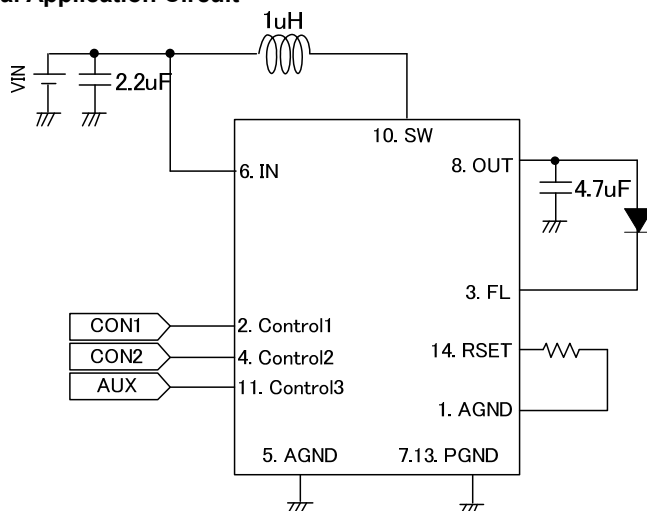 al Application Circuit
1uH
VIN
2.2uF
10. SW
6. IN
8. OUT
4.7uF
3. FL
CON1
2. Control1
CON2
4. Control2
14. RSET
AUX
11. Control3
1. AGND
5. AGND
7.13. PGND